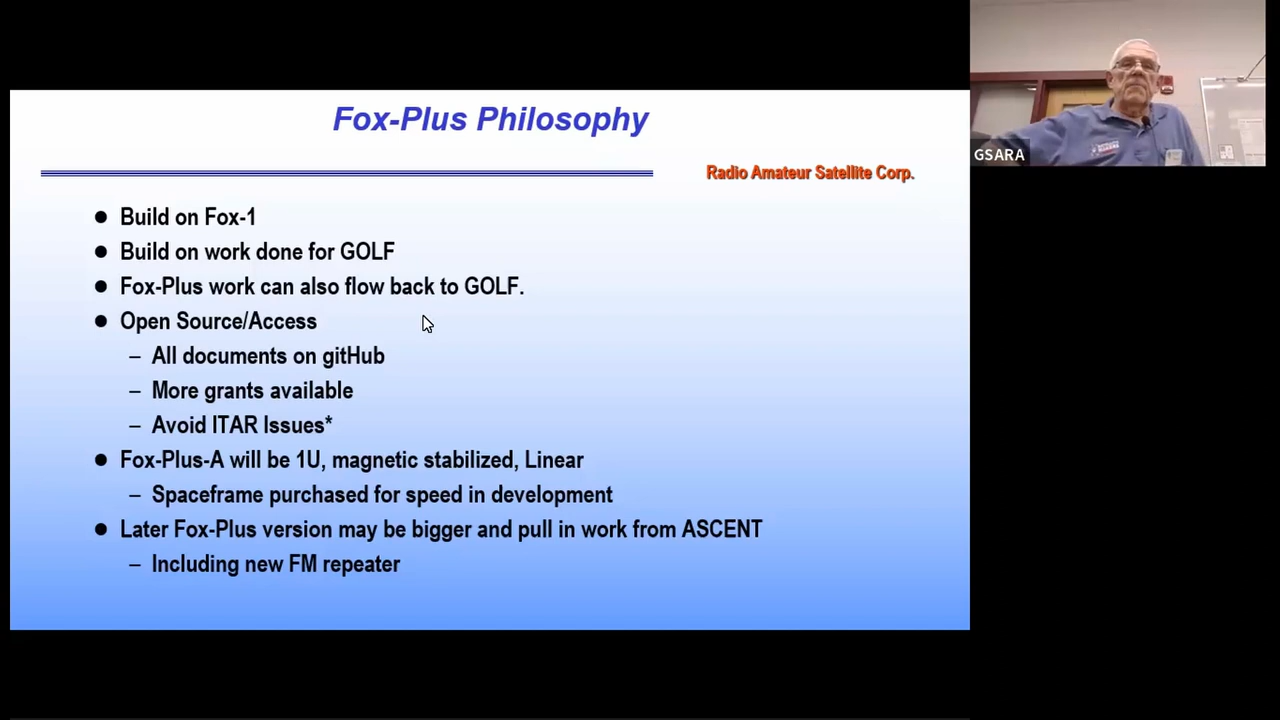 Fox-Plus Philosophy
Radio Amateur Satellite Corp.
● Build on Fox-1
● Build on work done for GOLF
● Fox-Plus work can also flow back to GOLF.
● Open Source/Access
– All documents on gitHub
– More grants available
– Avoid ITAR Issues*
● Fox-Plus-A will be 1U, magnetic stabilized, Linear
– Spaceframe purchased for speed in development
● Later Fox-Plus version may be bigger and pull in work from ASCENT
– Including new FM repeater
GSARA